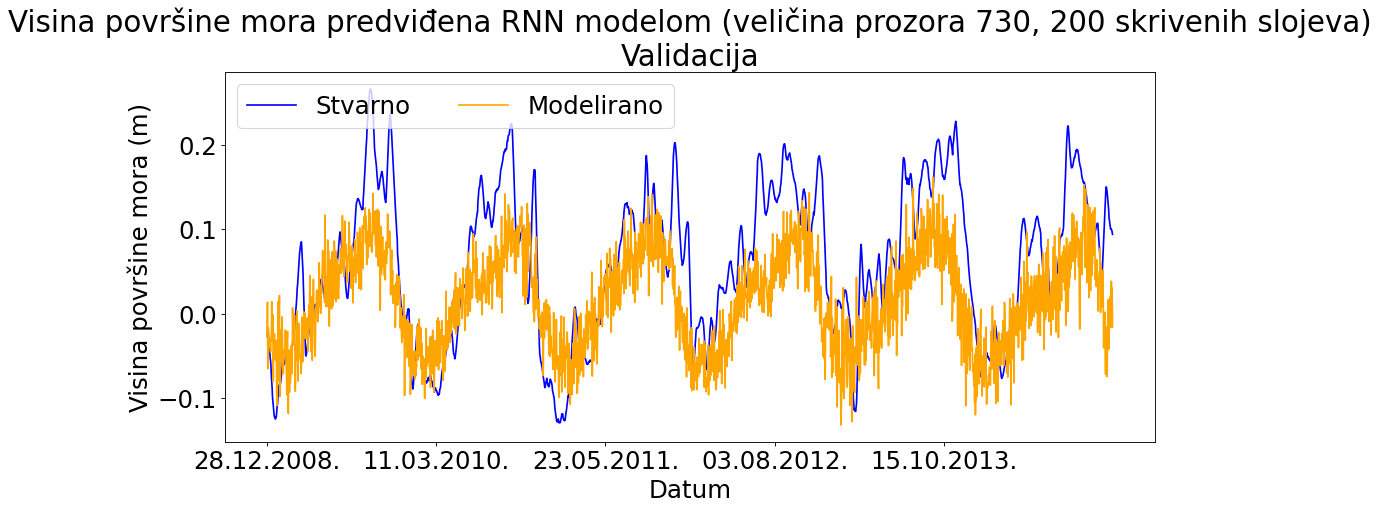 Visina površine mora predviđena RNN modelom (veličina prozora 730, 200 skrivenih slojeva)
Validacija
Stvarno Modelirano
Visina površine mora (m)
0.2
0.1
0.0
−0.1
28.12.2008. 11.03.2010. 23.05.2011. 03.08.2012. 15.10.2013.
Datum